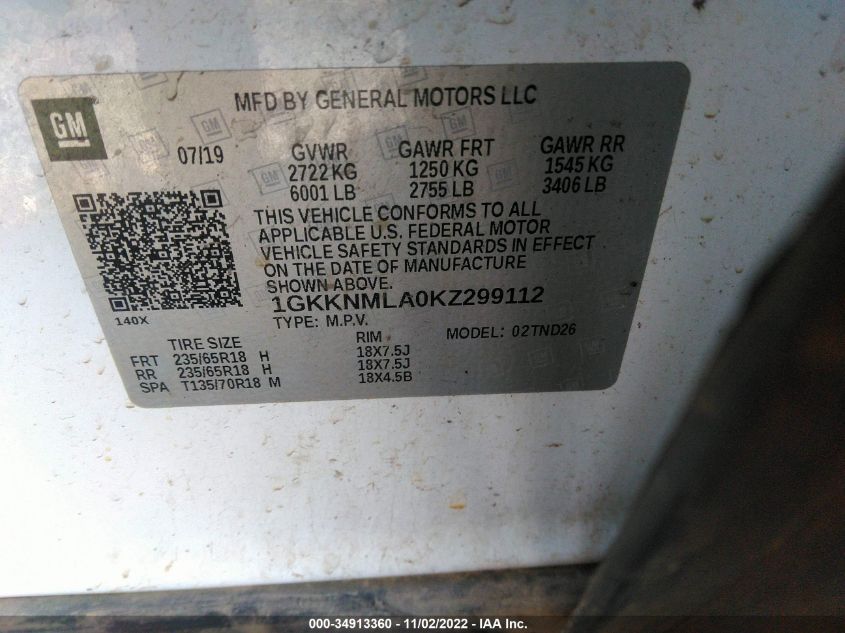 GM
MFD BY GENERAL MOTORS LLC
07/19 GVWR GAWR FRT GAWR RR
2722 KG 1250 KG 1545 KG
6001 LB 2755 LB 3406 LB
THIS VEHICLE CONFORMS TO ALL
APPLICABLE U.S. FEDERAL MOTOR
VEHICLE SAFETY STANDARDS IN EFFECT
ON THE DATE OF MANUFACTURE
SHOWN ABOVE.
1GKKNMLA0KZ299112
140X
TYPE: M.P.V. MODEL: 02TND26
TIRE SIZE RIM
FRT 235/65R18 H 18X7.5J
RR 235/65R18 H 18X7.5J
SPA T135/70R18 M 18X4.5B
000-34913360 - 11/02/2022 - IAA Inc.